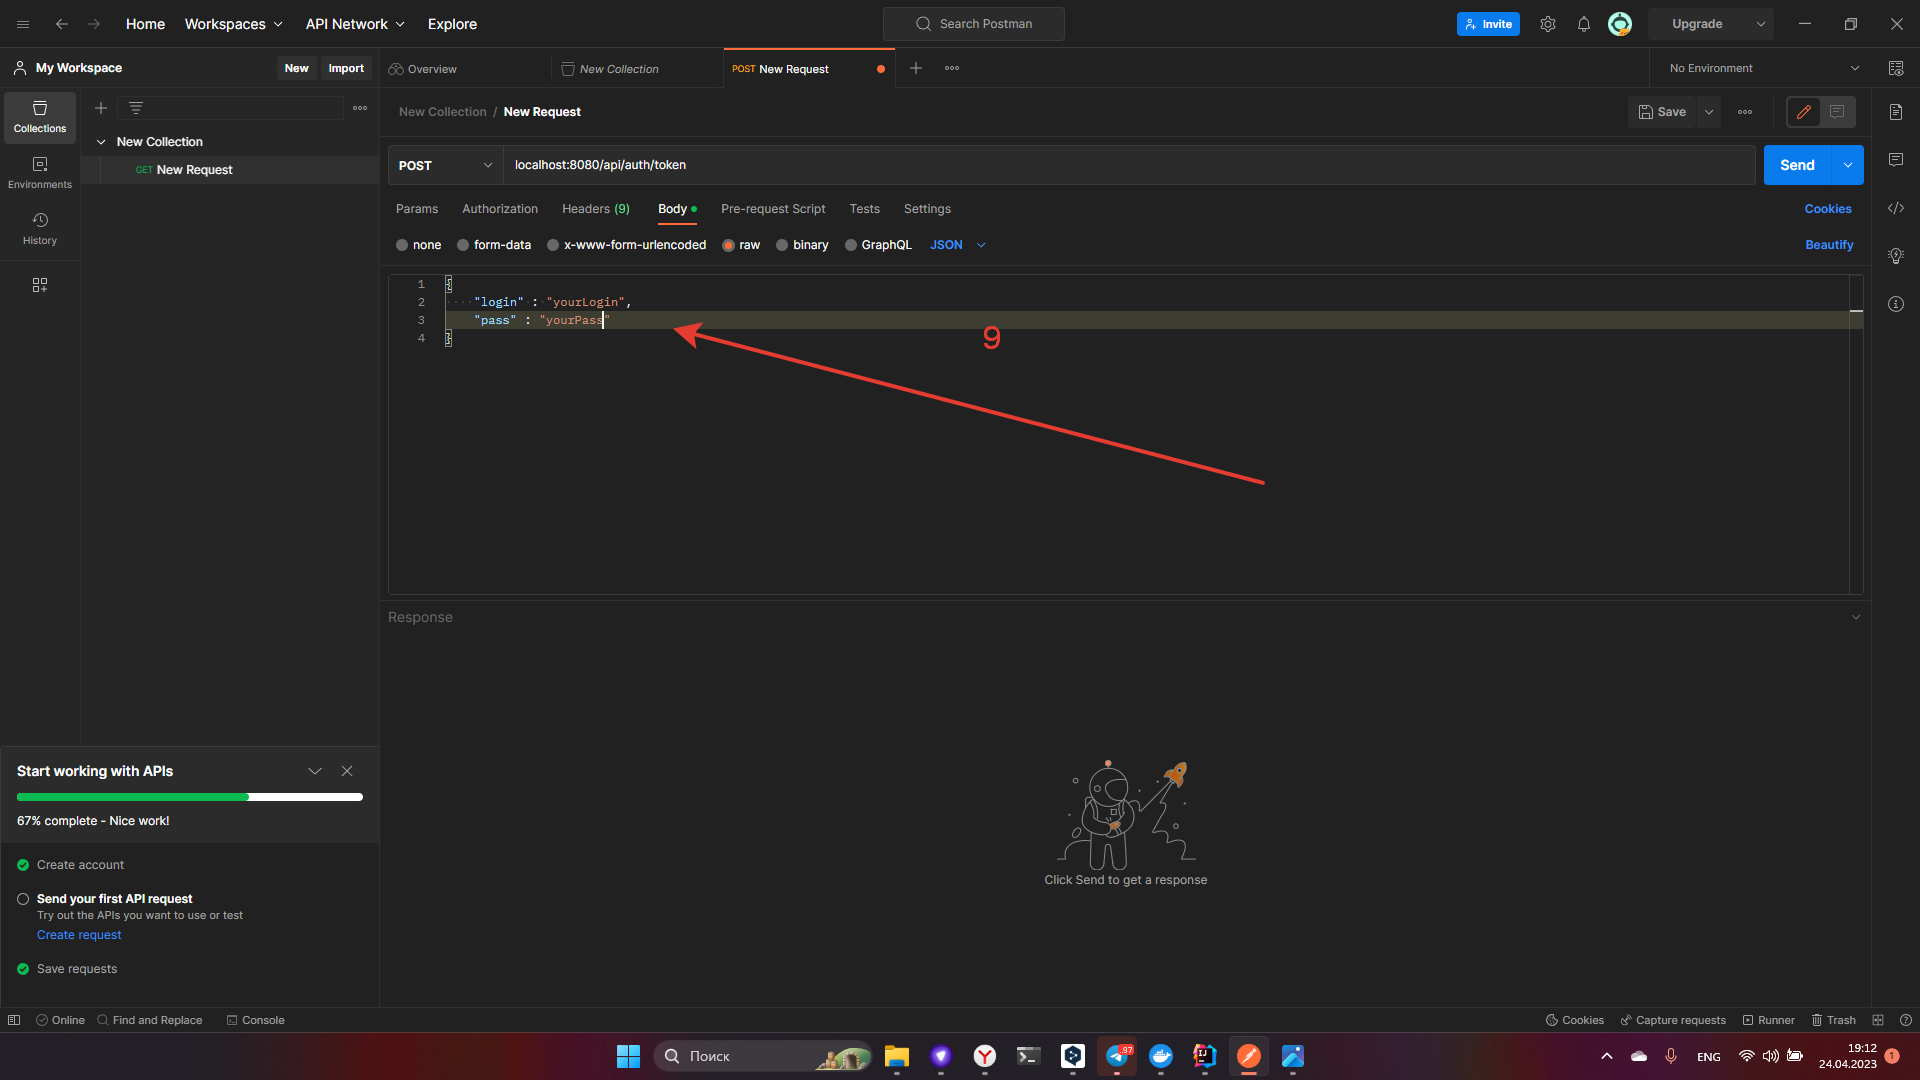 Home Workspaces API Network Explore Search Postman Invite Upgrade
My Workspace New Import Overview New Collection POST New Request No Environment
Collections
Environments
History
New Collection
GET New Request
New Collection / New Request Save
POST localhost:8080/api/auth/token Send
Params Authorization Headers (9) Body Pre-request Script Tests Settings Cookies
none form-data x-www-form-urlencoded raw binary GraphQL JSON Beautify
1 {
2 "login" : "yourLogin",
3 "pass" : "yourPass"
4 }
9
Response
Click Send to get a response
Start working with APIs
67% complete - Nice work!
Create account
Send your first API request
Try out the APIs you want to use or test
Create request
Save requests
Online Find and Replace Console Cookies Capture requests Runner Trash
Поиск 97 ENG 19:12
24.04.2023 1